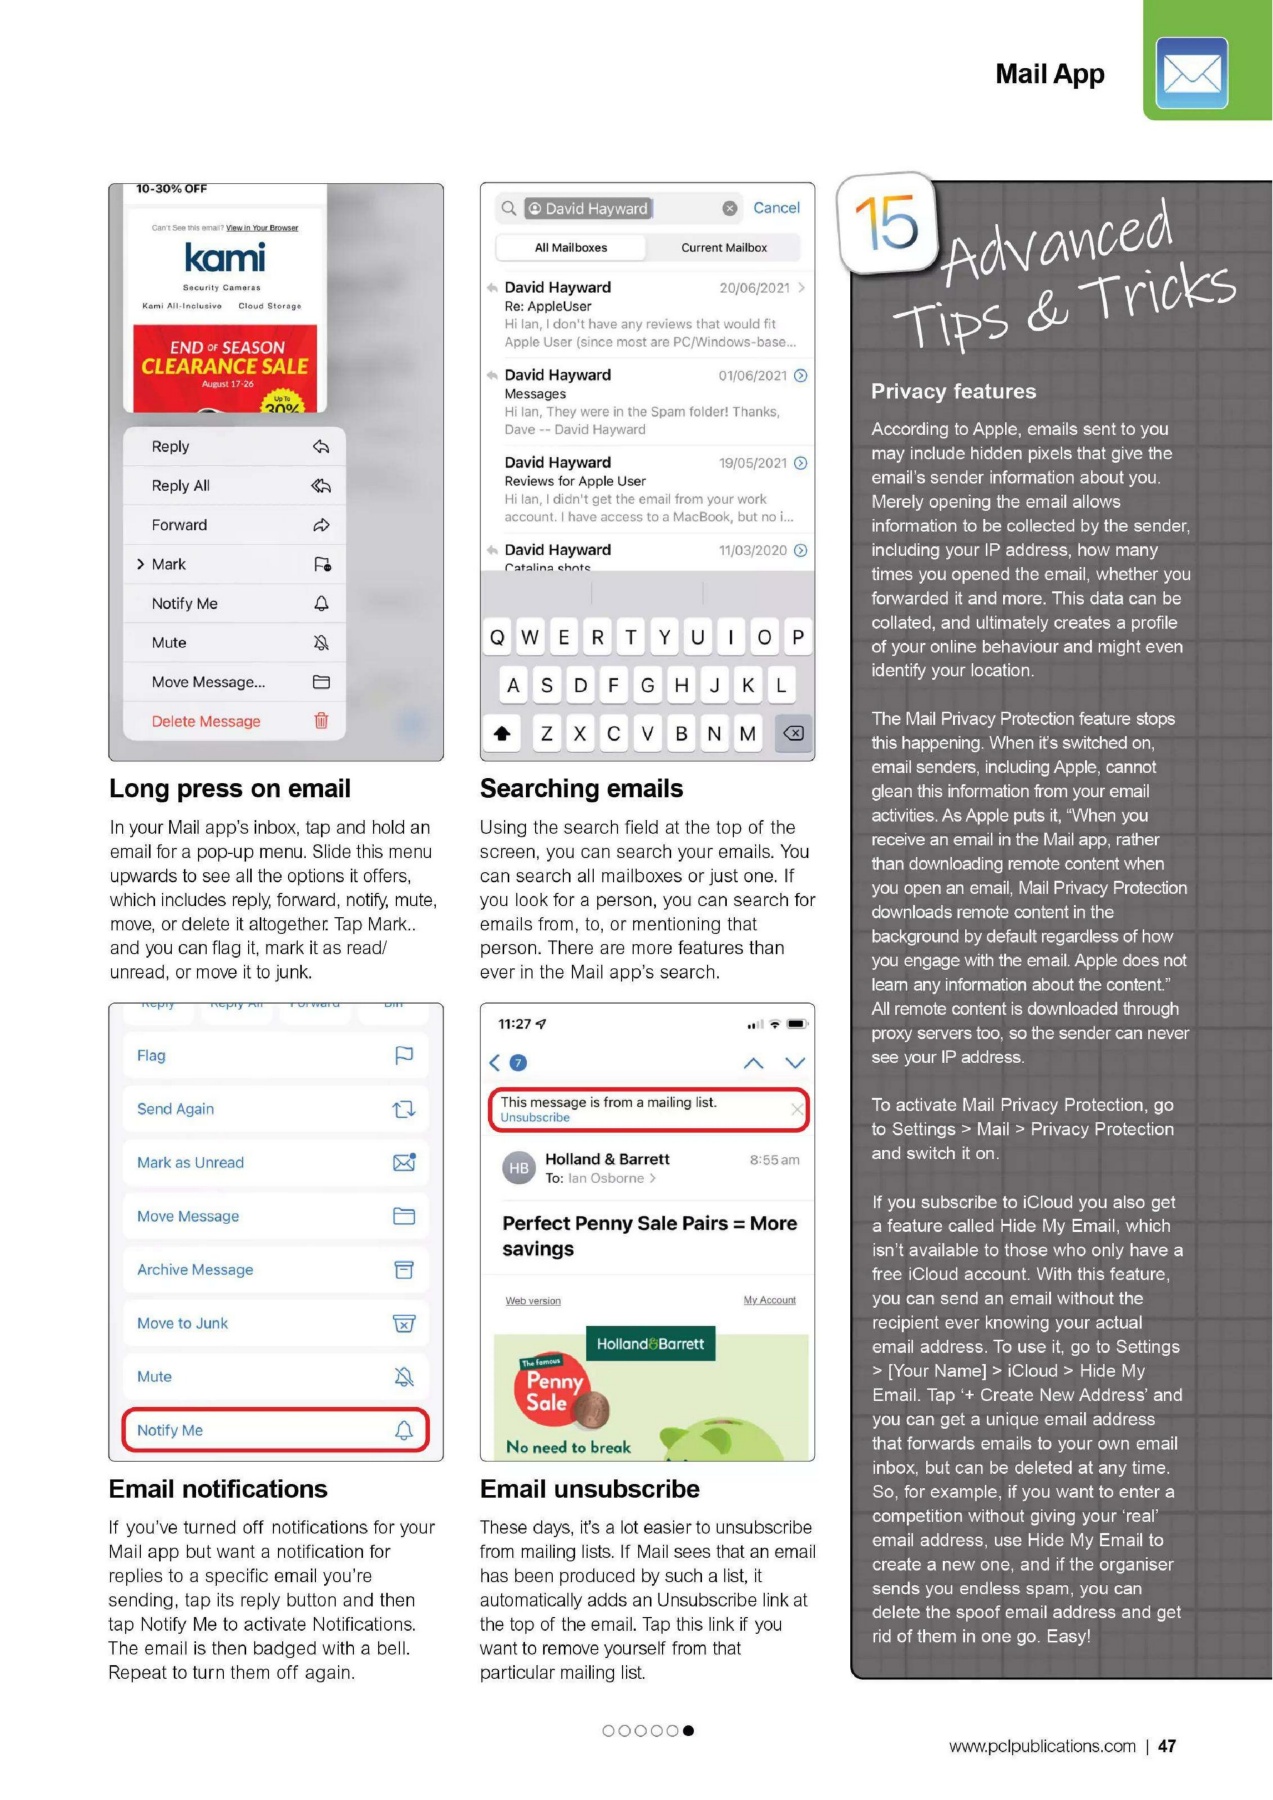 Mail App
10-30% OFF
Can't See this email? View in Your Browser
kami
Security Cameras
Kami All-Inclusive Cloud Storage
END OF SEASON
CLEARANCE SALE
August 17-26
Up To
30%
Reply
Reply All
Forward
Mark
Notify Me
Mute
Move Message...
Delete Message
Long press on email
In your Mail app's inbox, tap and hold an
email for a pop-up menu. Slide this menu
upwards to see all the options it offers,
which includes reply, forward, notify, mute,
move, or delete it altogether. Tap Mark..
and you can flag it, mark it as read/
unread, or move it to junk.
David Hayward Cancel
All Mailboxes Current Mailbox
David Hayward 20/06/2021
Re: AppleUser
Hi Ian, I don't have any reviews that would fit
Apple User (since most are PC/Windows-base...
David Hayward 01/06/2021
Messages
Hi Ian, They were in the Spam folder! Thanks,
Dave -- David Hayward
David Hayward 19/05/2021
Reviews for Apple User
Hi Ian, I didn't get the email from your work
account. I have access to a MacBook, but no i...
David Hayward 11/03/2020
Catalina shots
Q W E R T Y U I O P
A S D F G H J K L
Z X C V B N M
Searching emails
Using the search field at the top of the
screen, you can search your emails. You
can search all mailboxes or just one. If
you look for a person, you can search for
emails from, to, or mentioning that
person. There are more features than
ever in the Mail app's search.
Reply Reply All Forward Bin
Flag
Send Again
Mark as Unread
Move Message
Archive Message
Move to Junk
Mute
Notify Me
Email notifications
If you've turned off notifications for your
Mail app but want a notification for
replies to a specific email you're
sending, tap its reply button and then
tap Notify Me to activate Notifications.
The email is then badged with a bell.
Repeat to turn them off again.
11:27
7
This message is from a mailing list.
Unsubscribe
HB
Holland & Barrett 8:55 am
To: Ian Osborne >
Perfect Penny Sale Pairs = More
savings
Web version My Account
Holland&Barrett
The famous
Penny
Sale
No need to break
Email unsubscribe
These days, it's a lot easier to unsubscribe
from mailing lists. If Mail sees that an email
has been produced by such a list, it
automatically adds an Unsubscribe link at
the top of the email. Tap this link if you
want to remove yourself from that
particular mailing list.
15
Advanced
Tips & Tricks
Privacy features
According to Apple, emails sent to you
may include hidden pixels that give the
email's sender information about you.
Merely opening the email allows
information to be collected by the sender,
including your IP address, how many
times you opened the email, whether you
forwarded it and more. This data can be
collated, and ultimately creates a profile
of your online behaviour and might even
identify your location.
The Mail Privacy Protection feature stops
this happening. When it's switched on,
email senders, including Apple, cannot
glean this information from your email
activities. As Apple puts it, “When you
receive an email in the Mail app, rather
than downloading remote content when
you open an email, Mail Privacy Protection
downloads remote content in the
background by default regardless of how
you engage with the email. Apple does not
learn any information about the content.”
All remote content is downloaded through
proxy servers too, so the sender can never
see your IP address.
To activate Mail Privacy Protection, go
to Settings > Mail > Privacy Protection
and switch it on.
If you subscribe to iCloud you also get
a feature called Hide My Email, which
isn't available to those who only have a
free iCloud account. With this feature,
you can send an email without the
recipient ever knowing your actual
email address. To use it, go to Settings
> [Your Name] > iCloud > Hide My
Email. Tap ‘+ Create New Address’ and
you can get a unique email address
that forwards emails to your own email
inbox, but can be deleted at any time.
So, for example, if you want to enter a
competition without giving your ‘real’
email address, use Hide My Email to
create a new one, and if the organiser
sends you endless spam, you can
delete the spoof email address and get
rid of them in one go. Easy!
www.pclpublications.com | 47